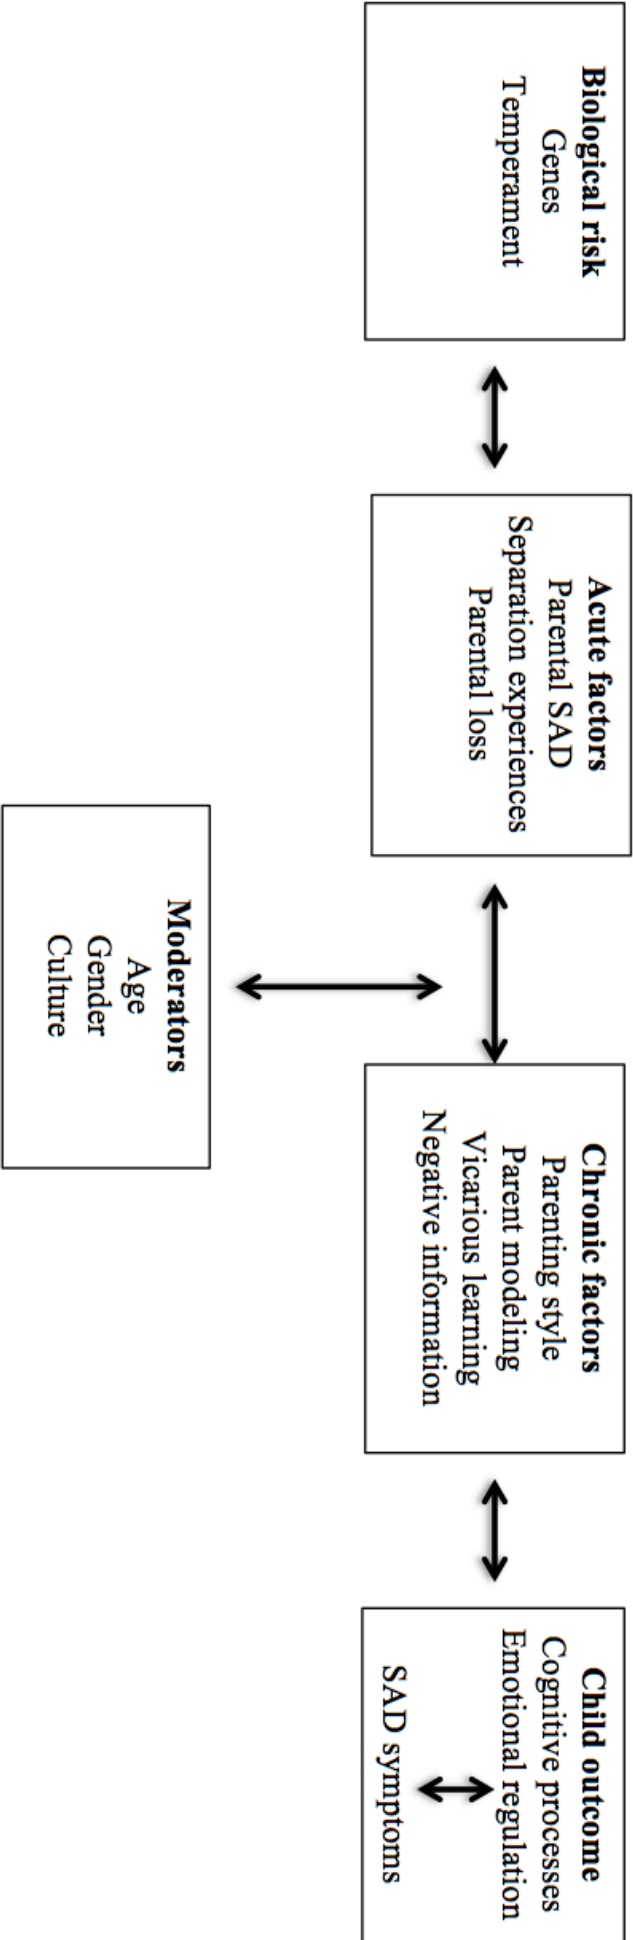 Biological risk
Genes
Temperament
Acute factors
Parental SAD
Separation experiences
Parental loss
Chronic factors
Parenting style
Parent modeling
Vicarious learning
Negative information
Child outcome
Cognitive processes
Emotional regulation
SAD symptoms
Moderators
Age
Gender
Culture